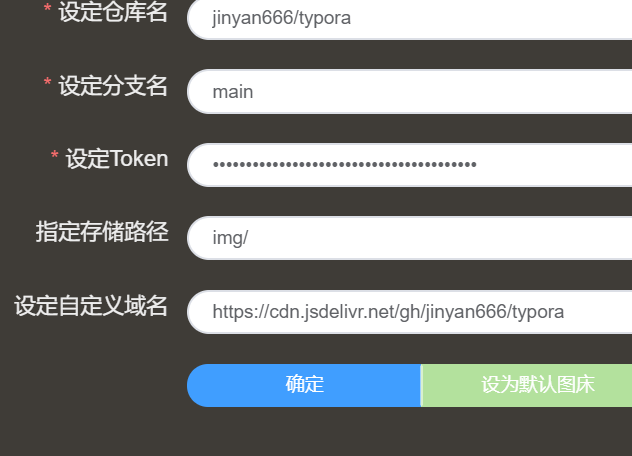 * 设定仓库名 jinyan666/typora
* 设定分支名 main
* 设定Token ••••••••••••••••••••••••••••••••••••••••
指定存储路径 img/
设定自定义域名 https://cdn.jsdelivr.net/gh/jinyan666/typora
确定 设为默认图床